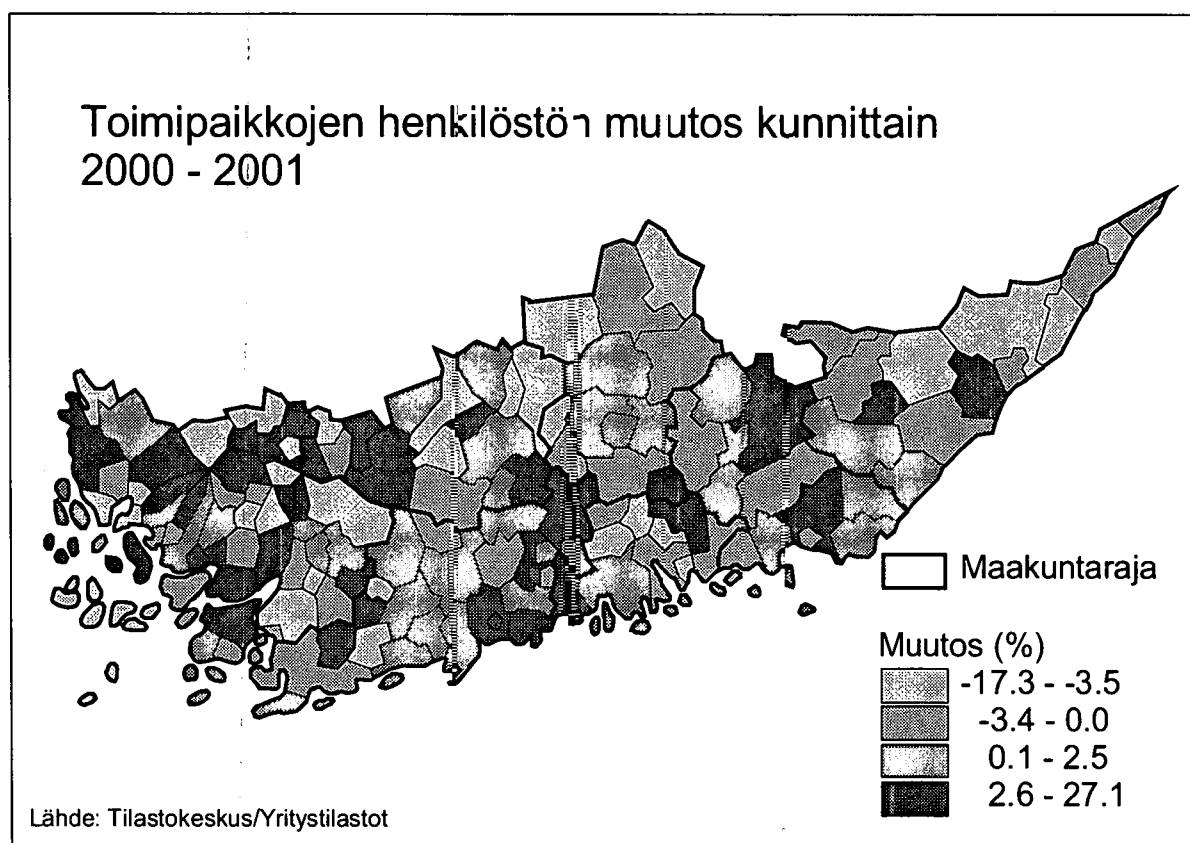 Toimipaikkojen henkilöstön muutos kunnittain
2000 - 2001
Maakuntaraja
Muutos (%)
-17.3 - -3.5
-3.4 - 0.0
0.1 - 2.5
2.6 - 27.1
Lähde: Tilastokeskus/Yritystilastot